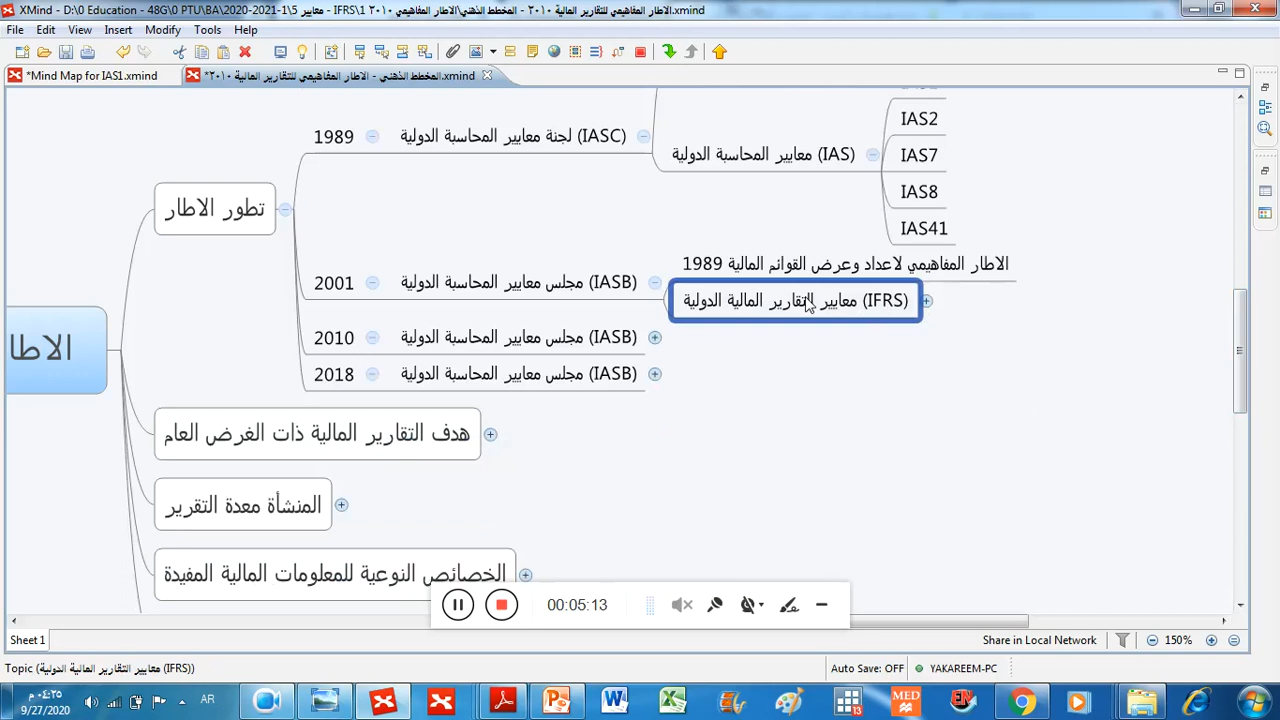 XMind - D:\0 Education - 48G\0 PTU\BA\2020-2021-1\5 معايير - IFRS\1 الاطار المفاهيمي ٢٠١٠\المخطط الذهني - الاطار المفاهيمي للتقارير المالية ٢٠١٠.xmind
File Edit View Insert Modify Tools Help
*Mind Map for IAS1.xmind
*المخطط الذهني - الاطار المفاهيمي للتقارير المالية ٢٠١٠.xmind
IAS2
1989
لجنة معايير المحاسبة الدولية (IASC)
معايير المحاسبة الدولية (IAS)
IAS7
IAS8
تطور الاطار
IAS41
الاطار المفاهيمي لاعداد وعرض القوائم المالية 1989
2001
مجلس معايير المحاسبة الدولية (IASB)
معايير التقارير المالية الدولية (IFRS)
2010
مجلس معايير المحاسبة الدولية (IASB)
الاطا
2018
مجلس معايير المحاسبة الدولية (IASB)
هدف التقارير المالية ذات الغرض العام
المنشأة معدة التقرير
الخصائص النوعية للمعلومات المالية المفيدة
00:05:13
Sheet 1
Share in Local Network
150%
Topic (معايير التقارير المالية الدولية (IFRS))
Auto Save: OFF
YAKAREEM-PC
٠٤:٢٥ م
9/27/2020
AR
13
MED